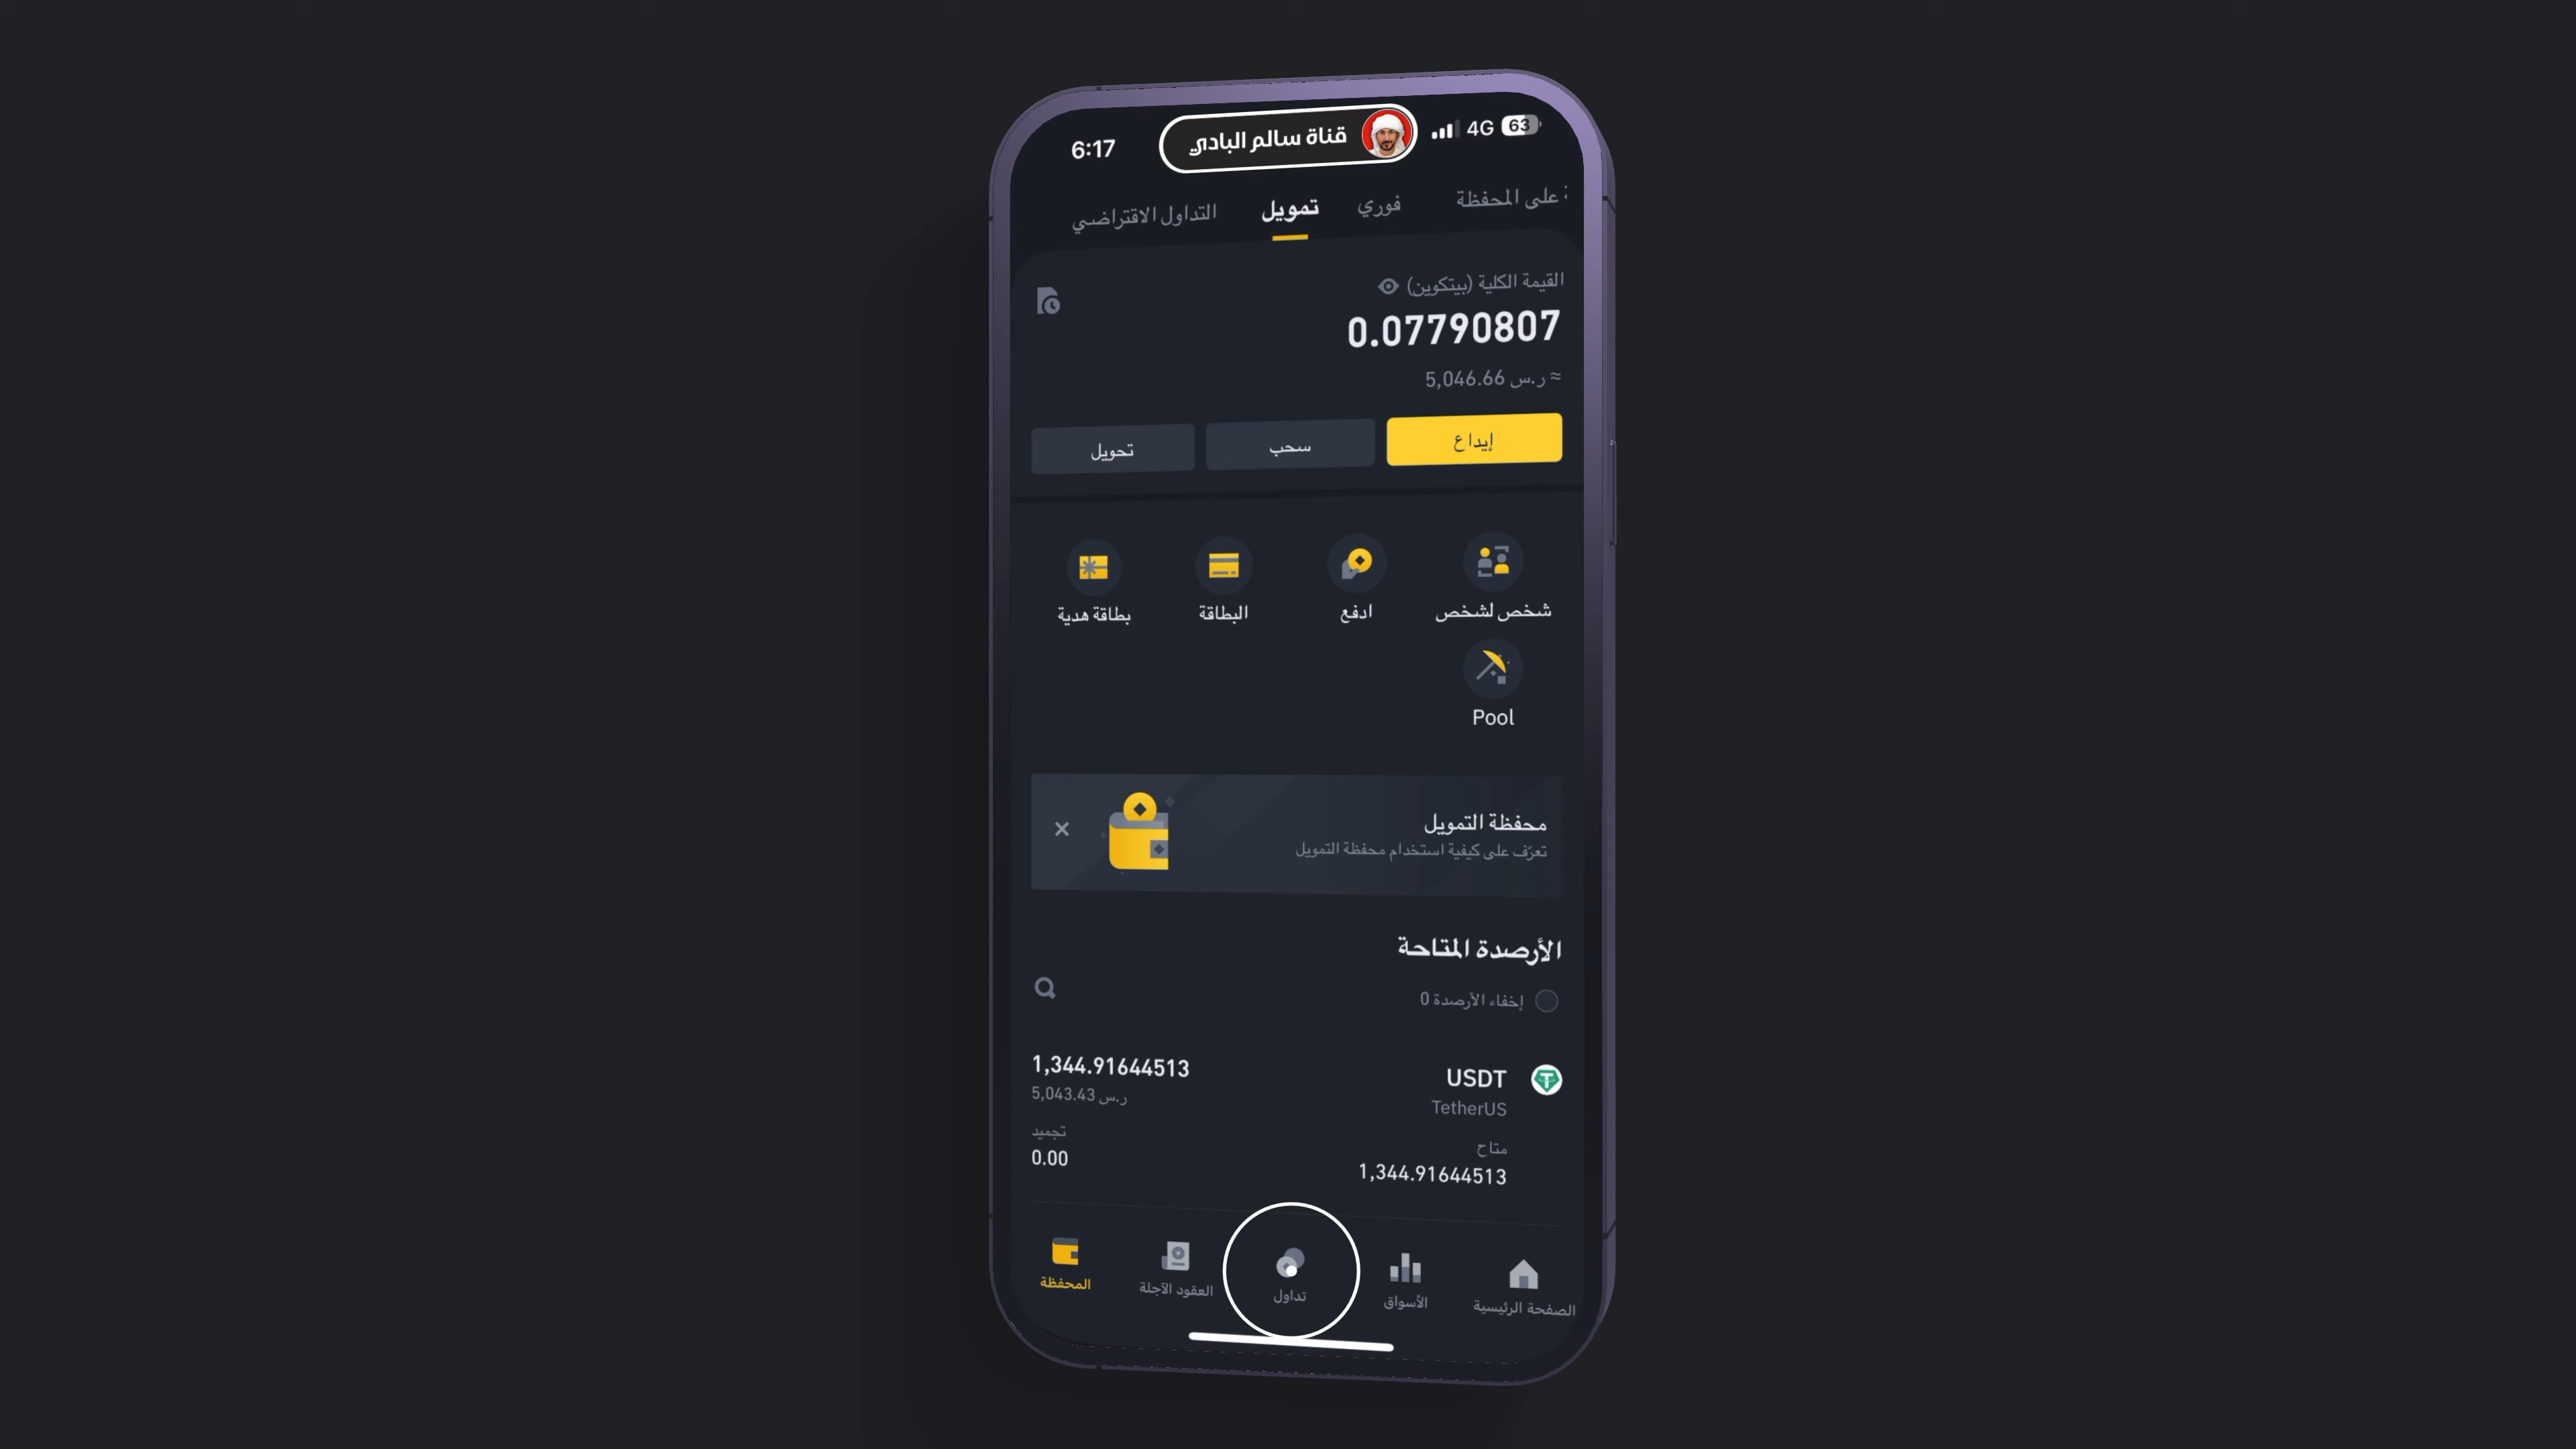 6:17
قناة سالم البادي
4G 63
على المحفظة
فوري
تمويل
التداول الاقتراضي
القيمة الكلية (بيتكوين)
0.07790807
≈ ر.س 5,046.66
إيداع
سحب
تحويل
شخص لشخص
ادفع
البطاقة
بطاقة هدية
Pool
محفظة التمويل
تعرّف على كيفية استخدام محفظة التمويل
الأرصدة المتاحة
إخفاء الأرصدة 0
USDT
1,344.91644513
TetherUS
ر.س 5,043.43
متاح
تجميد
1,344.91644513
0.00
الصفحة الرئيسية
الأسواق
تداول
العقود الآجلة
المحفظة